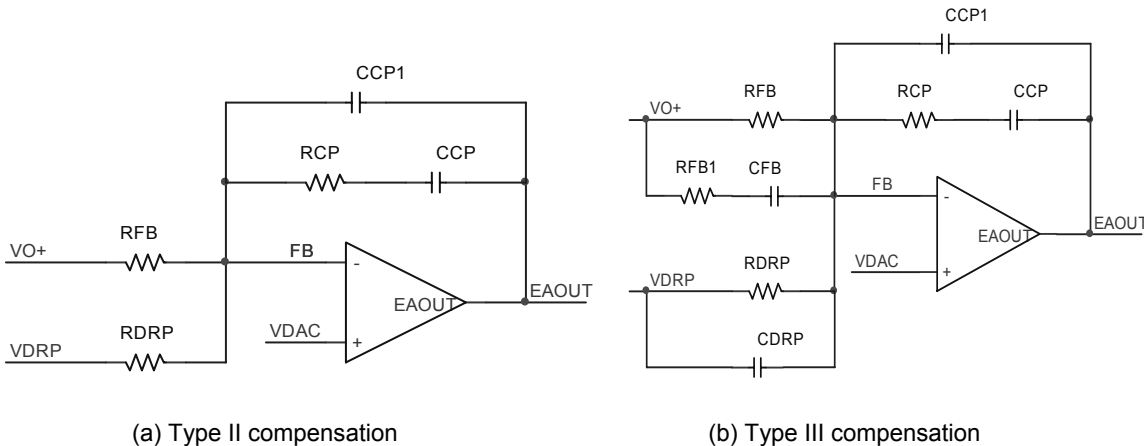 CCP1
RCP
CCP
RFB
VO+
FB
-
EAOUT
EAOUT
RDRP
VDAC
+
VDRP
(a) Type II compensation
CCP1
RFB
RCP
CCP
VO+
RFB1
CFB
FB
-
EAOUT
EAOUT
RDRP
VDAC
+
VDRP
CDRP
(b) Type III compensation